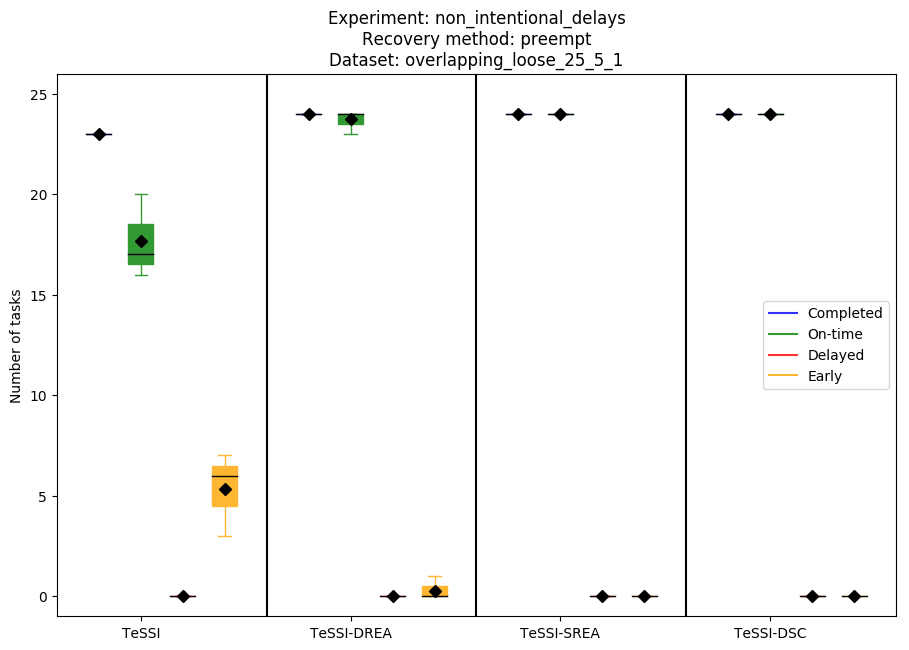 Experiment: non_intentional_delays
Recovery method: preempt
Dataset: overlapping_loose_25_5_1
Number of tasks
25
20
15
10
5
0
TeSSI
TeSSI-DREA
TeSSI-SREA
TeSSI-DSC
Completed
On-time
Delayed
Early